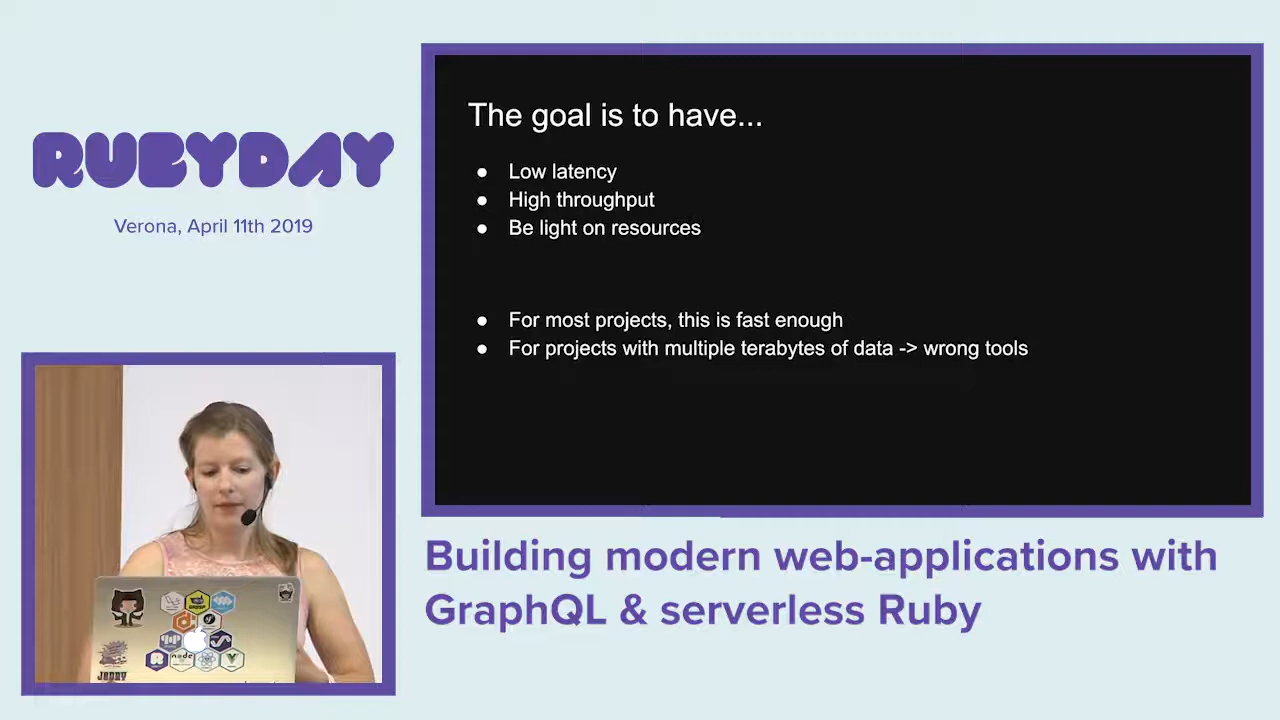 RUBYDAY
Verona, April 11th 2019
The goal is to have...
● Low latency
● High throughput
● Be light on resources
● For most projects, this is fast enough
● For projects with multiple terabytes of data -> wrong tools
Building modern web-applications with
GraphQL & serverless Ruby
node
JENNY